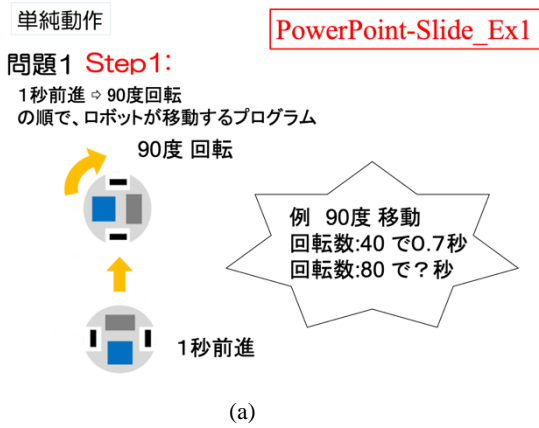 単純動作
PowerPoint-Slide_Ex1
問題1 Step1:
1秒前進⇨90度回転
の順で、ロボットが移動するプログラム
90度 回転
例 90度 移動
回転数:40 で0.7秒
回転数:80 で？秒
1秒前進
(a)